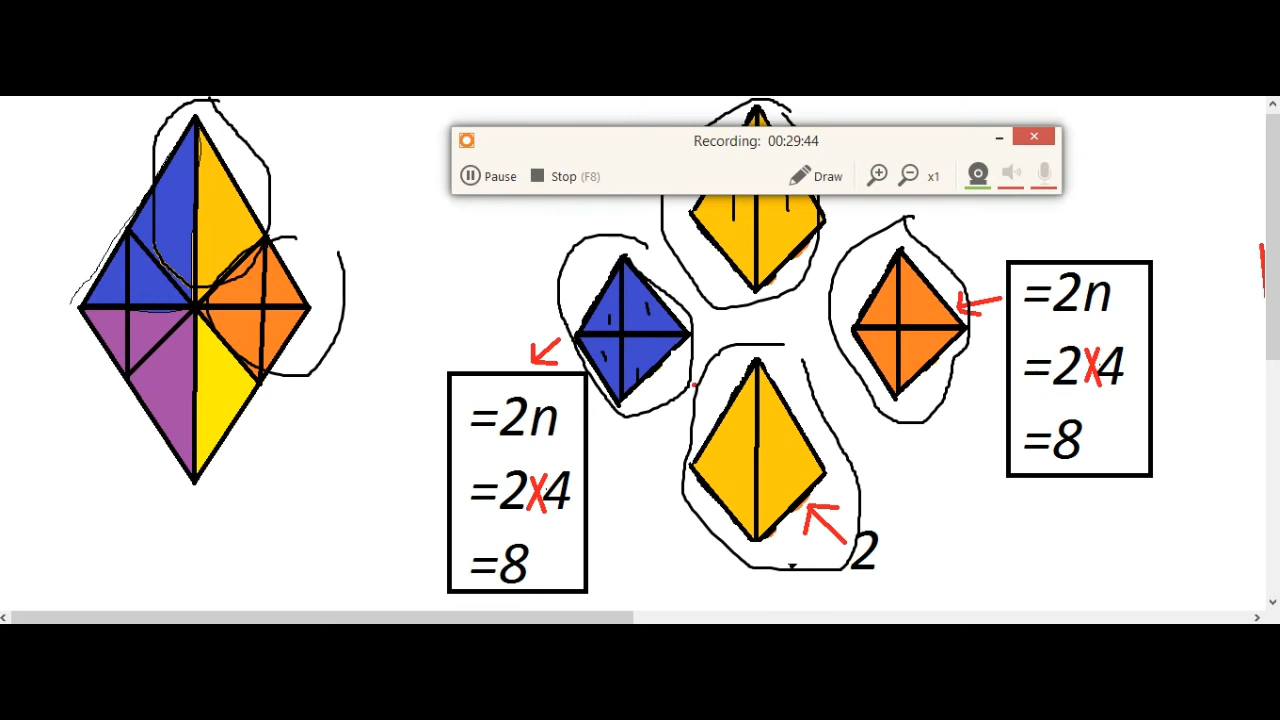 Recording: 00:29:44
Pause Stop (F8) Draw x1
=2n
=2x4
=8
=2n
=2x4
=8
2